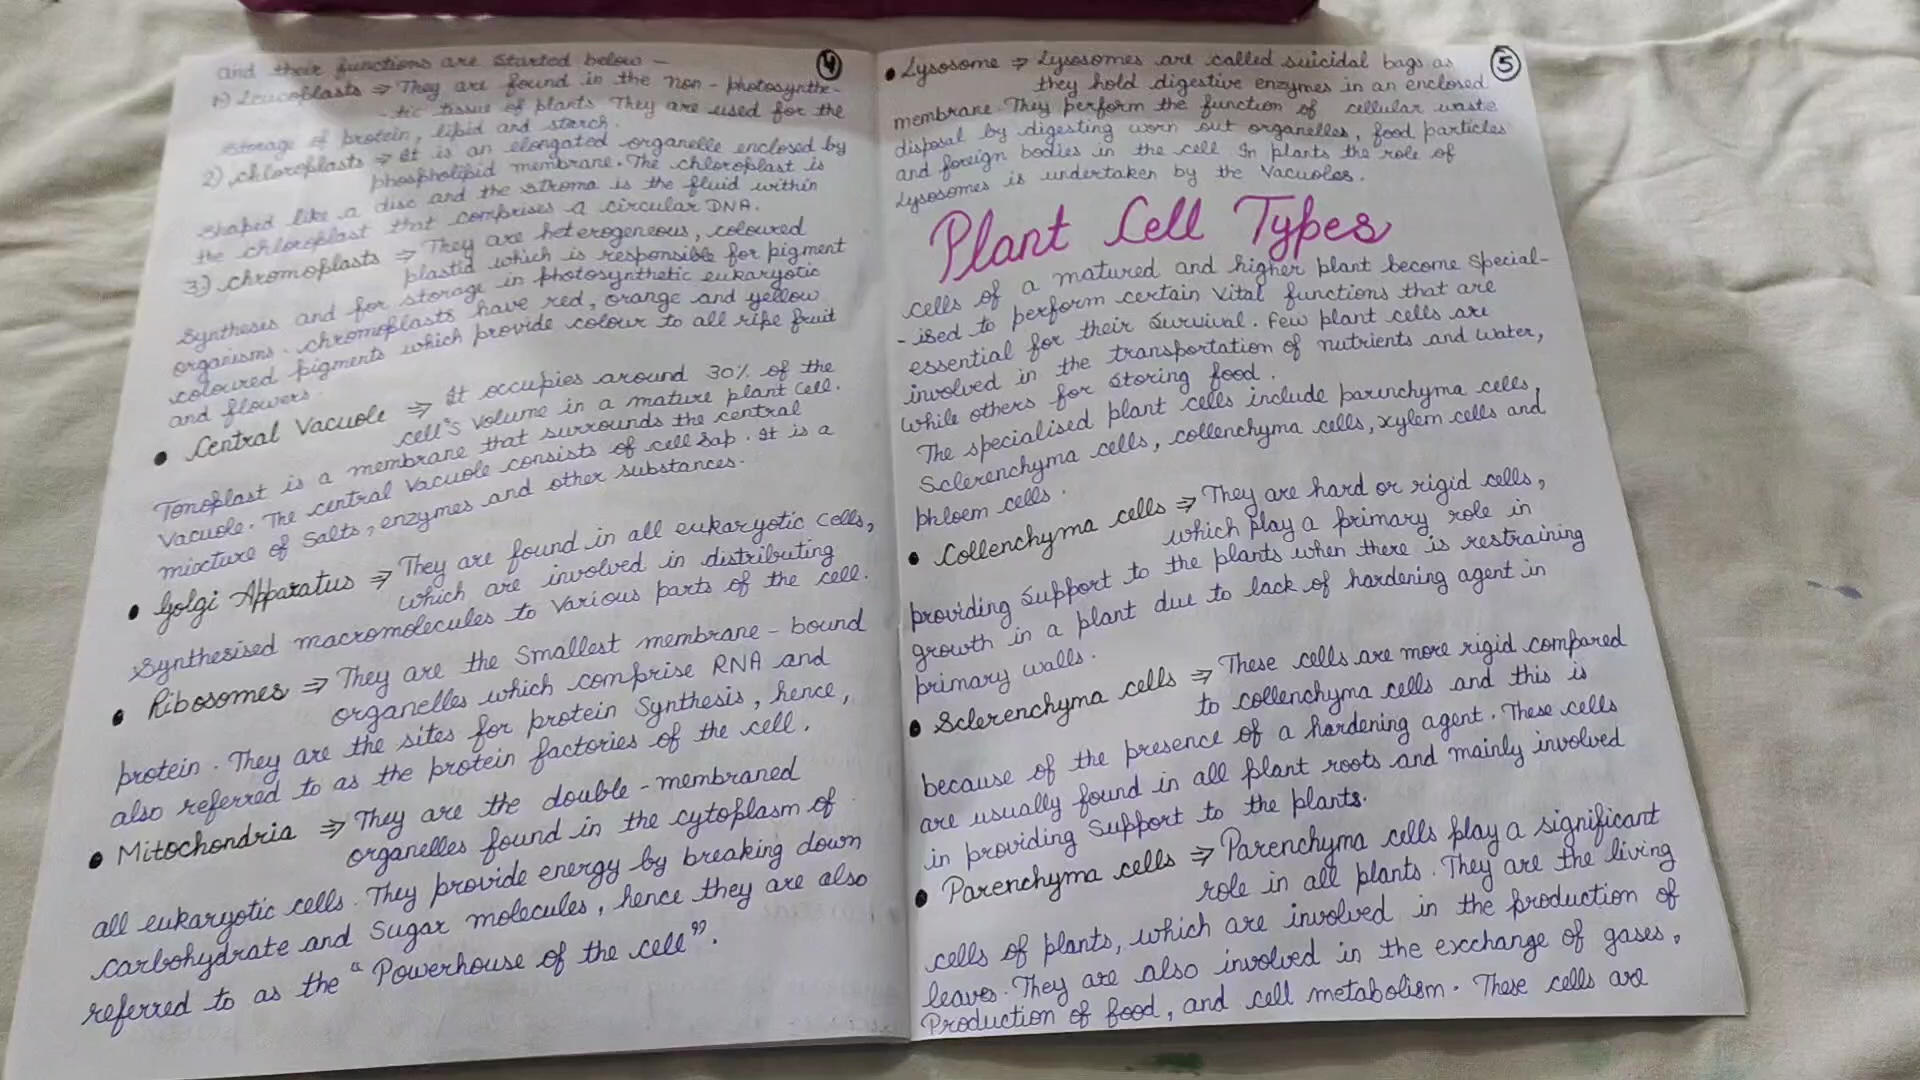 4
and their functions are started below -
1) Leucoplasts ⇒ They are found in the non - photosynthe-
- tic tissue of plants They are used for the
storage of protein, lipid and starch.
2) chloroplasts ⇒ It is an elongated organelle enclosed by
phospholipid membrane. The chloroplast is
shaped like a disc and the stroma is the fluid within
the chloroplast that comprises a circular DNA.
3) chromoplasts ⇒ They are heterogeneous, coloured
plastid which is responsible for pigment
synthesis and for storage in photosynthetic eukaryotic
organisms. chromoplasts have red, orange and yellow
coloured pigments which provide colour to all ripe fruit
and flowers.
• Central Vacuole ⇒ It occupies around 30% of the
cell's volume in a mature plant cell.
Tonoplast is a membrane that surrounds the central
vacuole. The central vacuole consists of cell sap. It is a
mixture of salts, enzymes and other substances.
• Golgi Apparatus ⇒ They are found in all eukaryotic cells,
which are involved in distributing
synthesised macromolecules to various parts of the cell.
• Ribosomes ⇒ They are the smallest membrane - bound
organelles which comprise RNA and
protein. They are the sites for protein synthesis, hence,
also referred to as the protein factories of the cell.
• Mitochondria ⇒ They are the double - membraned
organelles found in the cytoplasm of
all eukaryotic cells. They provide energy by breaking down
carbohydrate and sugar molecules, hence they are also
referred to as the “Powerhouse of the cell”.
5
• Lysosome ⇒ Lysosomes are called suicidal bags as
they hold digestive enzymes in an enclosed
membrane. They perform the function of cellular waste
disposal by digesting worn out organelles, food particles
and foreign bodies in the cell. In plants the role of
Lysosomes is undertaken by the vacuoles.
Plant Cell Types
cells of a matured and higher plant become special-
- ised to perform certain vital functions that are
essential for their survival. Few plant cells are
involved in the transportation of nutrients and water,
while others for storing food.
The specialised plant cells include parenchyma cells,
Sclerenchyma cells, collenchyma cells, xylem cells and
phloem cells.
• Collenchyma cells ⇒ They are hard or rigid cells,
which play a primary role in
providing support to the plants when there is restraining
growth in a plant due to lack of hardening agent in
primary walls.
• Sclerenchyma cells ⇒ These cells are more rigid compared
to collenchyma cells and this is
because of the presence of a hardening agent. These cells
are usually found in all plant roots and mainly involved
in providing support to the plants.
• Parenchyma cells ⇒ Parenchyma cells play a significant
role in all plants. They are the living
cells of plants, which are involved in the production of
leaves. They are also involved in the exchange of gases,
Production of food, and cell metabolism. These cells are